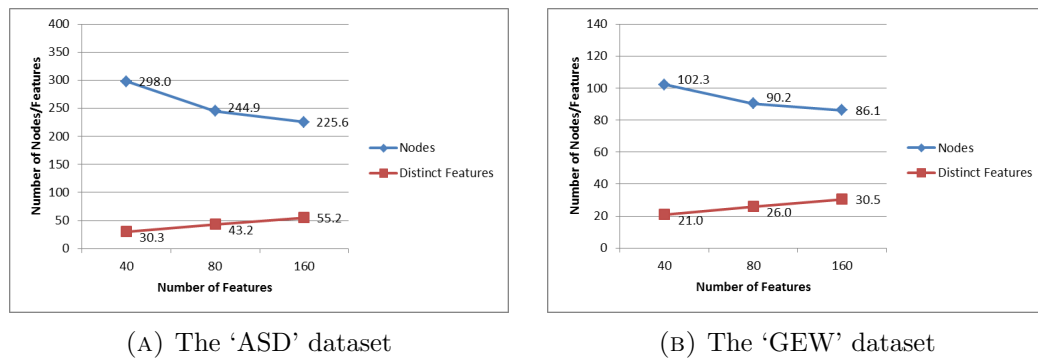 400
350
300
250
200
150
100
50
0
Number of Nodes/Features
298.0
244.9
225.6
30.3
43.2
55.2
40 80 160
Number of Features
Nodes
Distinct Features
(A) The ‘ASD’ dataset
140
120
100
80
60
40
20
0
Number of Nodes/Features
102.3
90.2
86.1
21.0
26.0
30.5
40 80 160
Number of Features
Nodes
Distinct Features
(B) The ‘GEW’ dataset